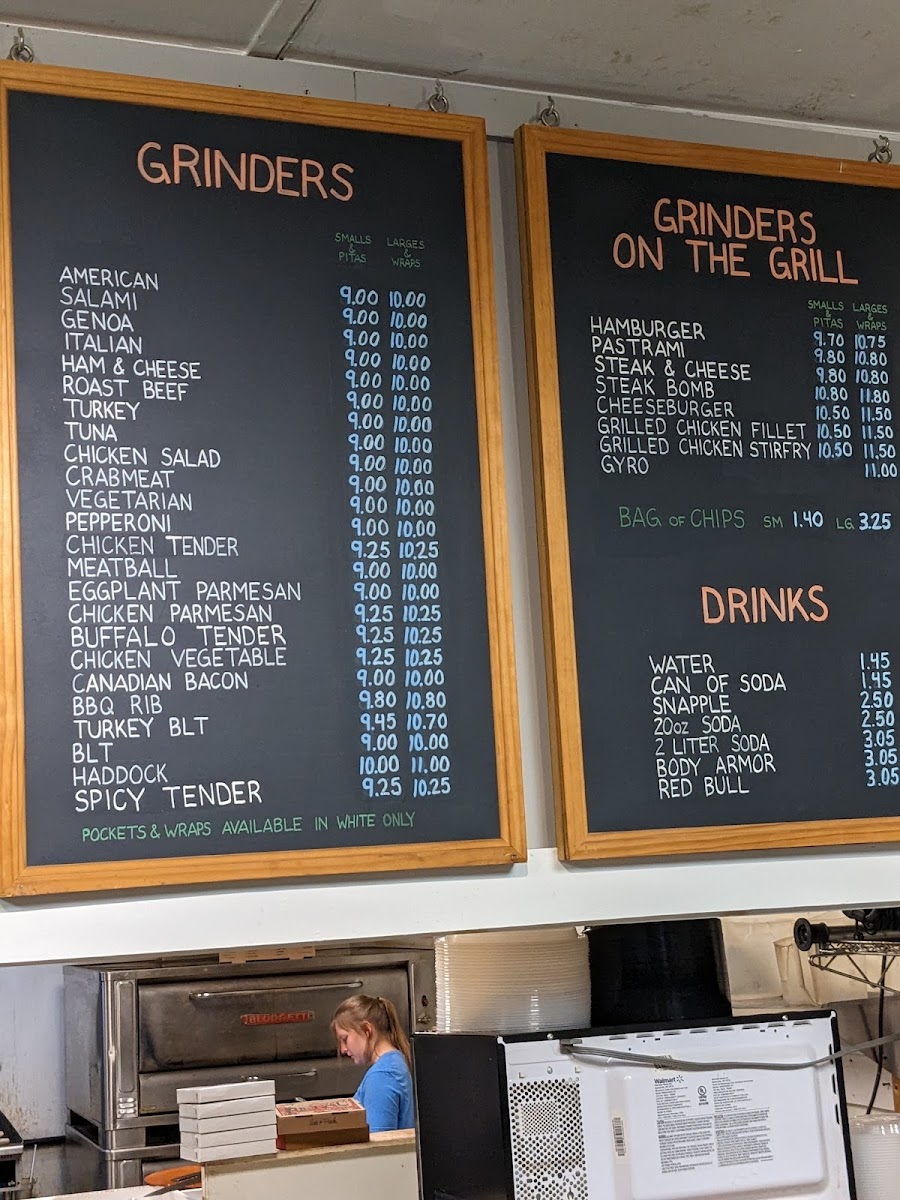 GRINDERS
SMALLS & PITAS LARGES & WRAPS
AMERICAN 9.00 10.00
SALAMI 9.00 10.00
GENOA 9.00 10.00
ITALIAN 9.00 10.00
HAM & CHEESE 9.00 10.00
ROAST BEEF 9.00 10.00
TURKEY 9.00 10.00
TUNA 9.00 10.00
CHICKEN SALAD 9.00 10.00
CRABMEAT 9.00 10.00
VEGETARIAN 9.00 10.00
PEPPERONI 9.00 10.00
CHICKEN TENDER 9.25 10.25
MEATBALL 9.00 10.00
EGGPLANT PARMESAN 9.00 10.00
CHICKEN PARMESAN 9.25 10.25
BUFFALO TENDER 9.25 10.25
CHICKEN VEGETABLE 9.25 10.25
CANADIAN BACON 9.00 10.00
BBQ RIB 9.80 10.80
TURKEY BLT 9.45 10.70
BLT 9.00 10.00
HADDOCK 10.00 11.00
SPICY TENDER 9.25 10.25
POCKETS & WRAPS AVAILABLE IN WHITE ONLY
GRINDERS
ON THE GRILL
SMALLS & PITAS LARGES & WRAPS
HAMBURGER 9.70 10.75
PASTRAMI 9.80 10.80
STEAK & CHEESE 9.80 10.80
STEAK BOMB 10.80 11.80
CHEESEBURGER 10.50 11.50
GRILLED CHICKEN FILLET 10.50 11.50
GRILLED CHICKEN STIRFRY 10.50 11.50
GYRO 11.00
BAG OF CHIPS SM 1.40 LG. 3.25
DRINKS
WATER 1.45
CAN OF SODA 1.45
SNAPPLE 2.50
20oz SODA 2.50
2 LITER SODA 3.05
BODY ARMOR 3.05
RED BULL 3.05
BLODGETT
Walmart